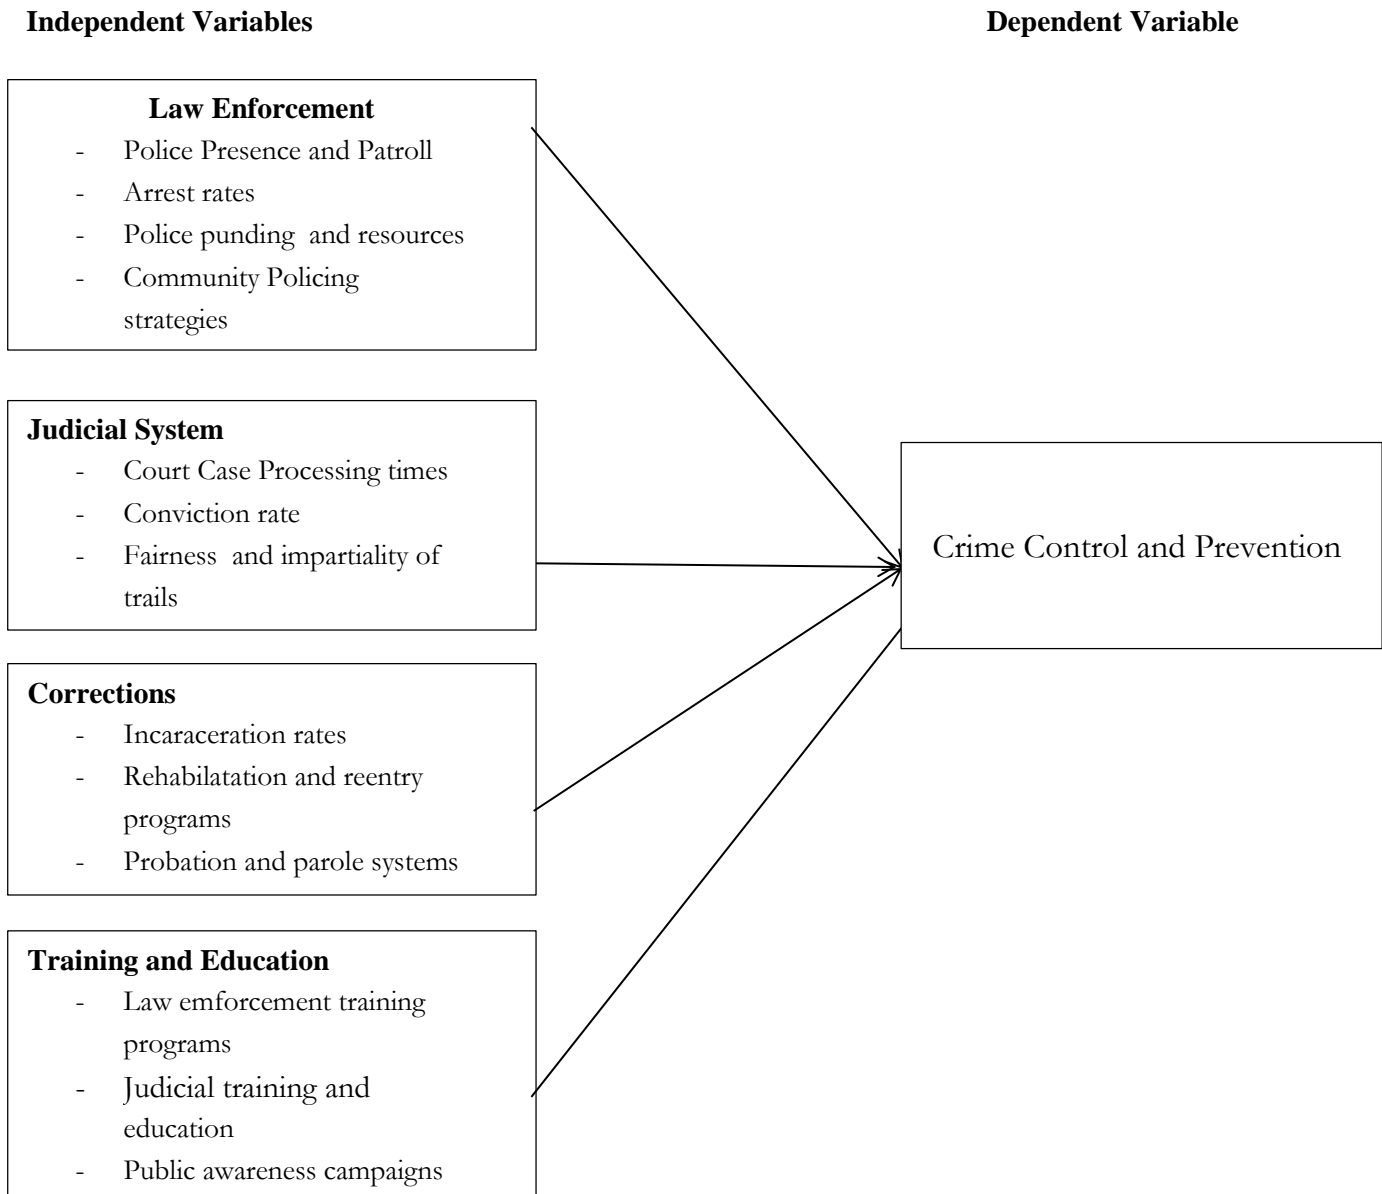 Independent Variables
Dependent Variable
Law Enforcement
- Police Presence and Patroll
- Arrest rates
- Police punding and resources
- Community Policing
strategies
Judicial System
- Court Case Processing times
- Conviction rate
- Fairness and impartiality of
trails
Corrections
- Incaraceration rates
- Rehabilatation and reentry
programs
- Probation and parole systems
Training and Education
- Law emforcement training
programs
- Judicial training and
education
- Public awareness campaigns
Crime Control and Prevention